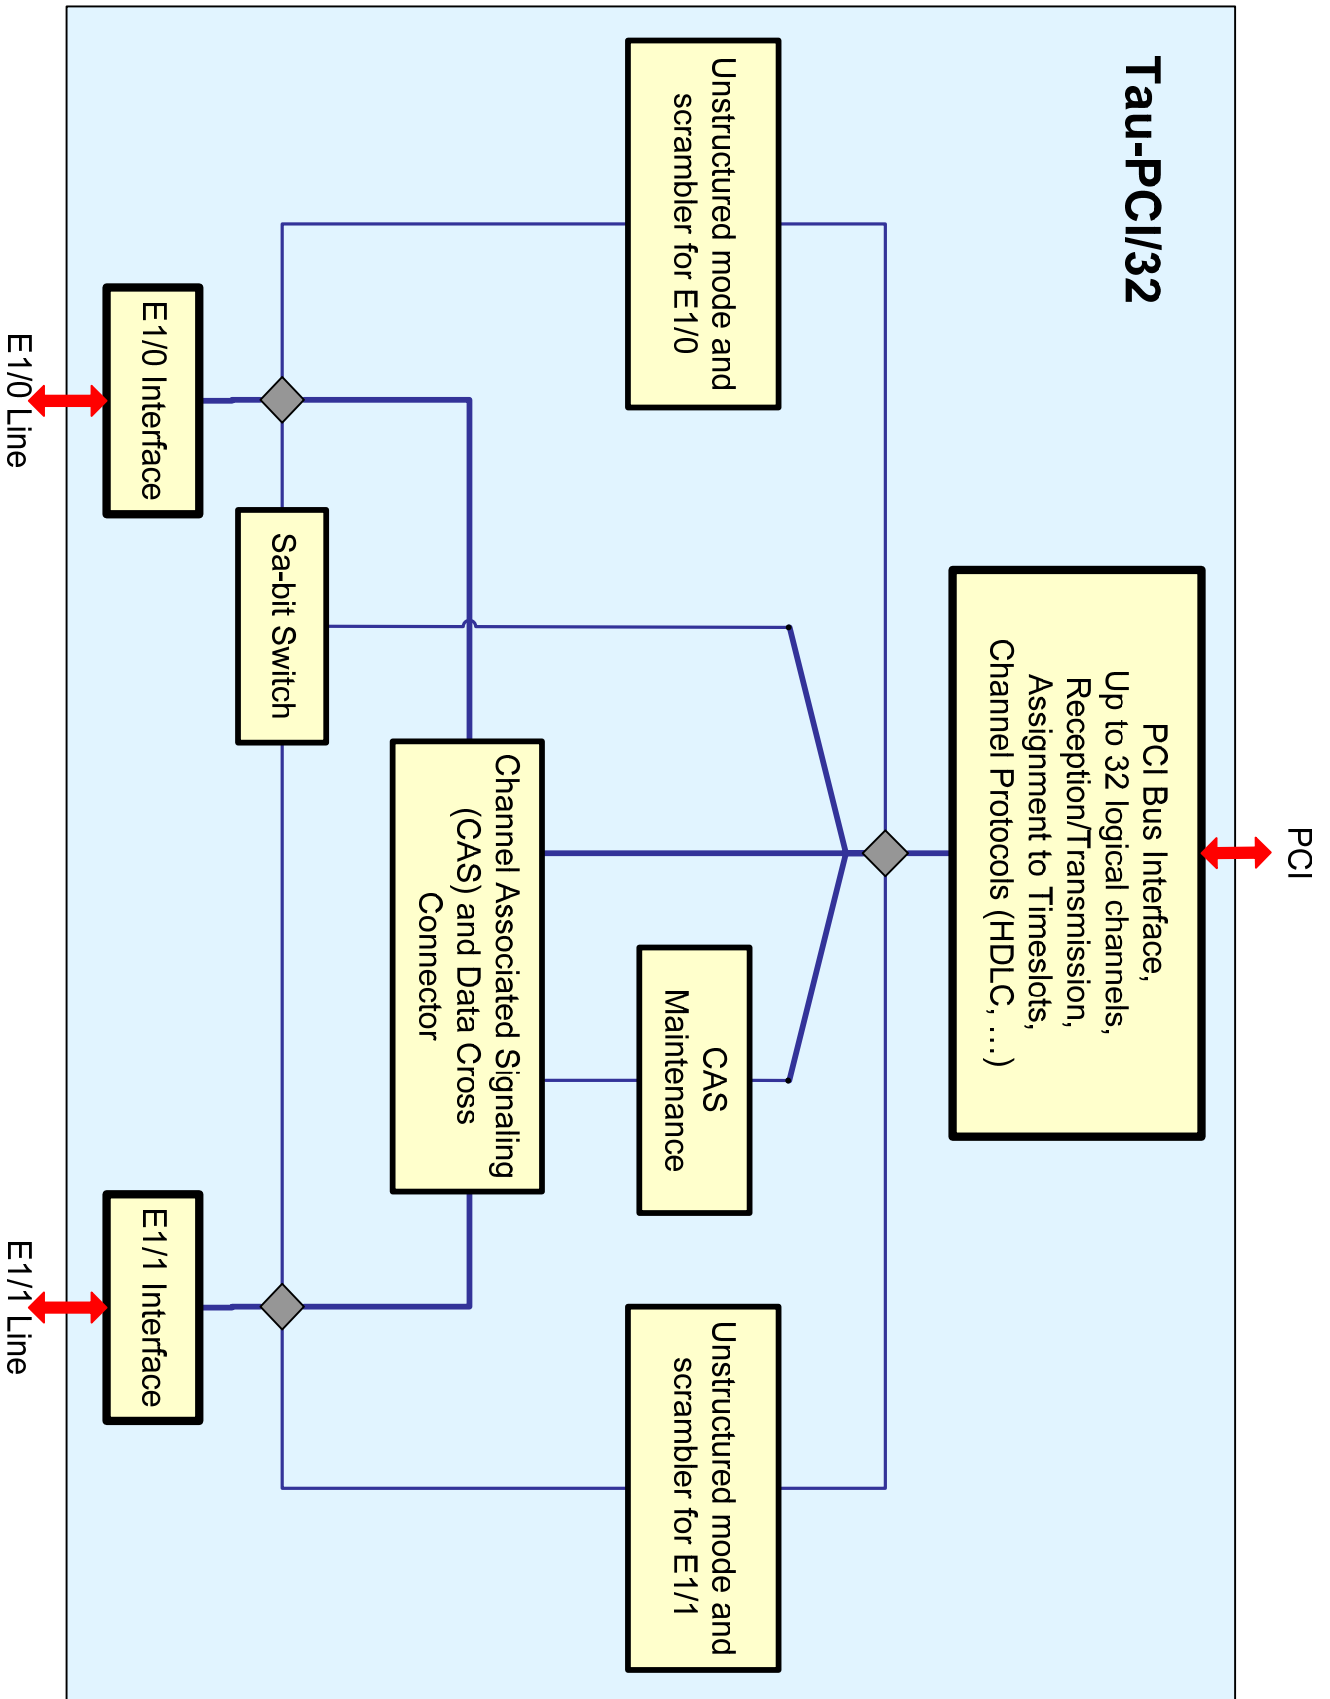 PCI
Tau-PCI/32
PCI Bus Interface,
Up to 32 logical channels,
Reception/Transmission,
Assignment to Timeslots,
Channel Protocols (HDLC, …)
Unstructured mode and
scrambler for E1/0
CAS
Maintenance
Unstructured mode and
scrambler for E1/1
Channel Associated Signaling
(CAS) and Data Cross
Connector
Sa-bit Switch
E1/0 Interface
E1/1 Interface
E1/0 Line
E1/1 Line